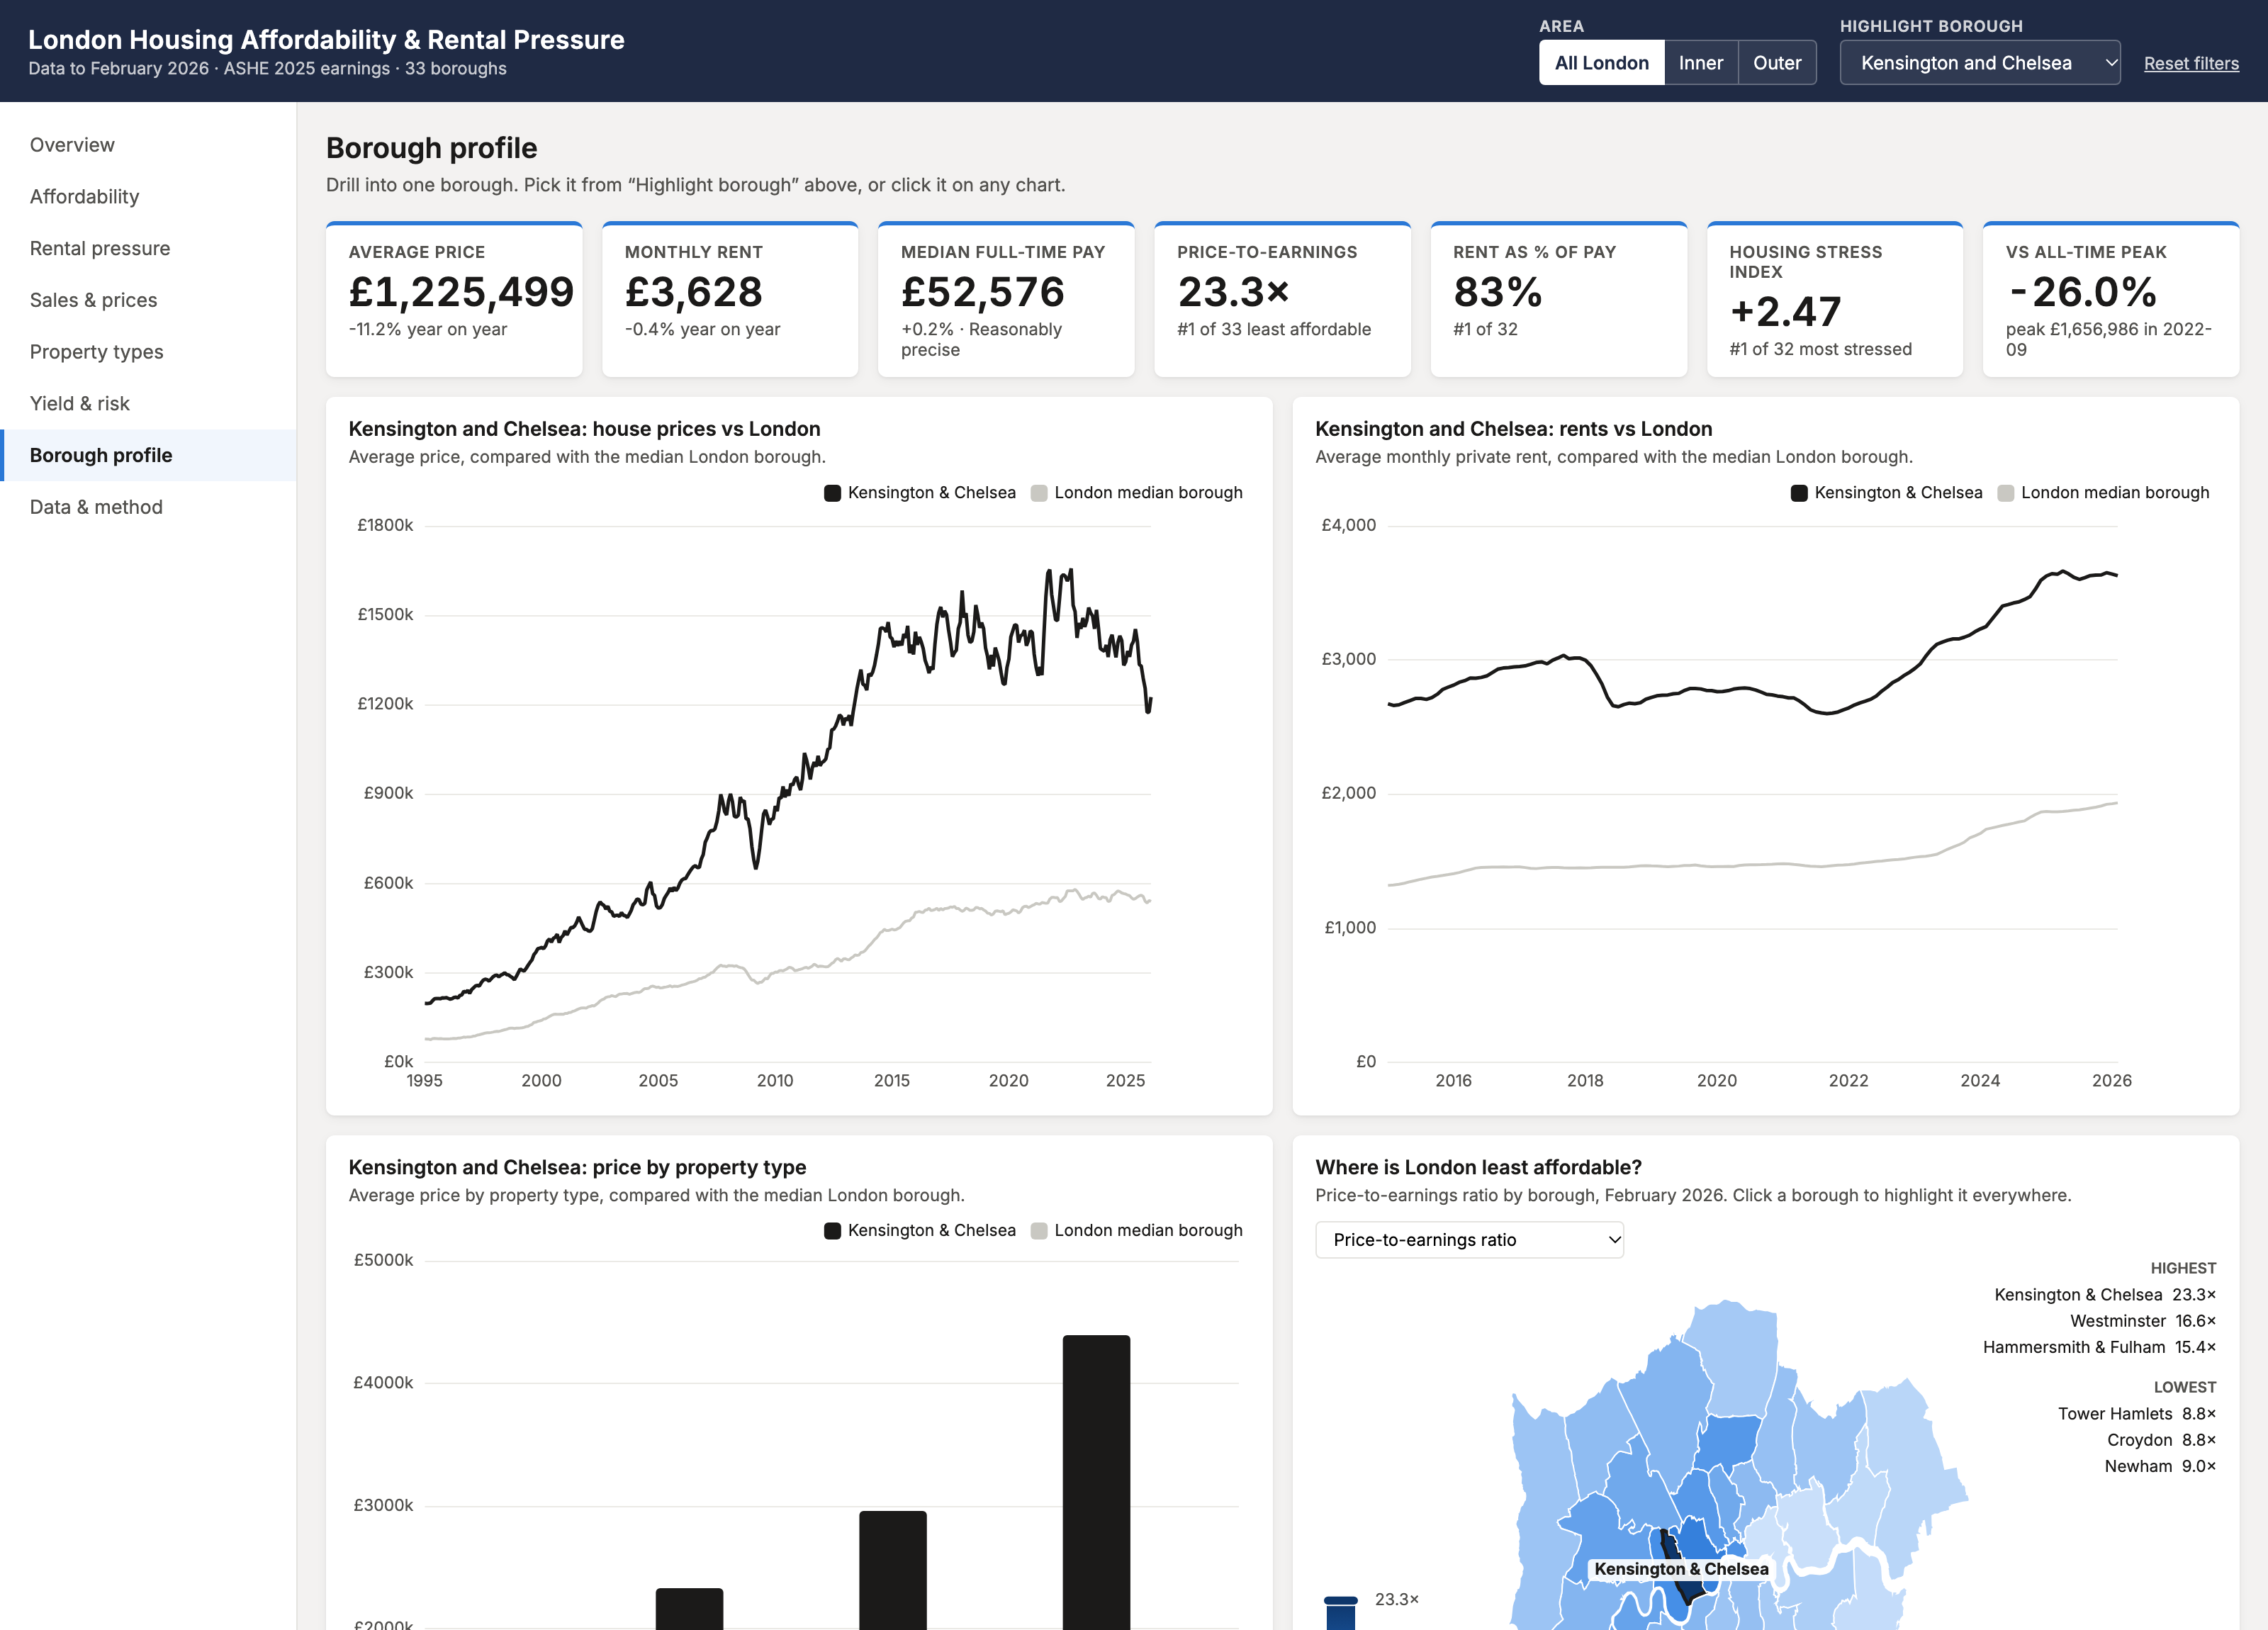 London Housing Affordability & Rental Pressure
Data to February 2026 · ASHE 2025 earnings · 33 boroughs
AREA
All London
Inner
Outer
HIGHLIGHT BOROUGH
Kensington and Chelsea
Reset filters
Overview
Affordability
Rental pressure
Sales & prices
Property types
Yield & risk
Borough profile
Data & method
Borough profile
Drill into one borough. Pick it from “Highlight borough” above, or click it on any chart.
AVERAGE PRICE
£1,225,499
-11.2% year on year
MONTHLY RENT
£3,628
-0.4% year on year
MEDIAN FULL-TIME PAY
£52,576
+0.2% · Reasonably
precise
PRICE-TO-EARNINGS
23.3×
#1 of 33 least affordable
RENT AS % OF PAY
83%
#1 of 32
HOUSING STRESS
INDEX
+2.47
#1 of 32 most stressed
VS ALL-TIME PEAK
-26.0%
peak £1,656,986 in 2022-
09
Kensington and Chelsea: house prices vs London
Average price, compared with the median London borough.
Kensington & Chelsea
London median borough
£1800k
£1500k
£1200k
£900k
£600k
£300k
£0k
1995 2000 2005 2010 2015 2020 2025
Kensington and Chelsea: rents vs London
Average monthly private rent, compared with the median London borough.
Kensington & Chelsea
London median borough
£4,000
£3,000
£2,000
£1,000
£0
2016 2018 2020 2022 2024 2026
Kensington and Chelsea: price by property type
Average price by property type, compared with the median London borough.
Kensington & Chelsea
London median borough
£5000k
£4000k
£3000k
£2000k
Where is London least affordable?
Price-to-earnings ratio by borough, February 2026. Click a borough to highlight it everywhere.
Price-to-earnings ratio
HIGHEST
Kensington & Chelsea 23.3×
Westminster 16.6×
Hammersmith & Fulham 15.4×
LOWEST
Tower Hamlets 8.8×
Croydon 8.8×
Newham 9.0×
Kensington & Chelsea
23.3×